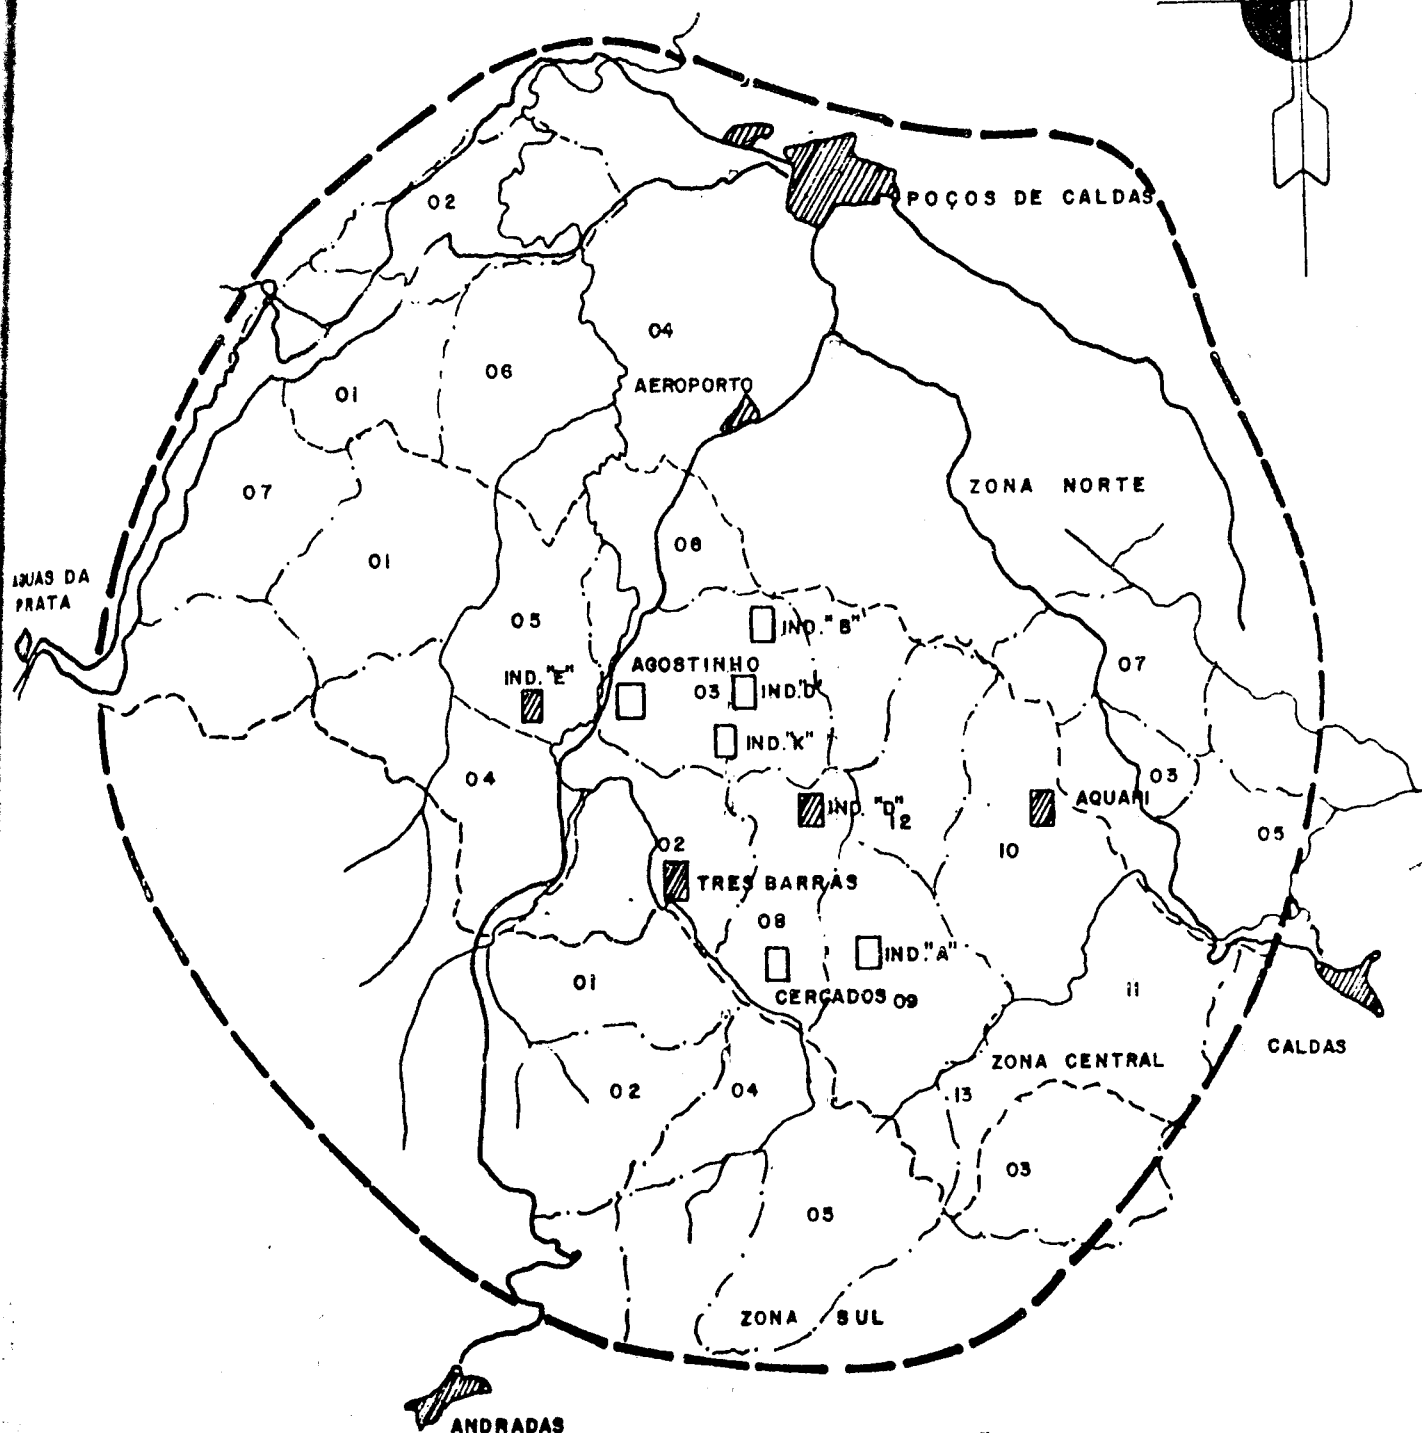 POÇOS DE CALDAS
02
04
AEROPORTO
06
01
07
ZONA NORTE
06
01
AGUAS DA
PRATA
05
IND. "B"
AGOSTINHO
07
IND. "E"
03
IND.
IND. "K"
04
03
AQUAPI
IND. "D"
12
05
02
10
TRES BARRAS
08
IND. "A"
01
CERCADOS
09
11
CALDAS
ZONA CENTRAL
02
04
13
03
05
ZONA SUL
ANDRADAS